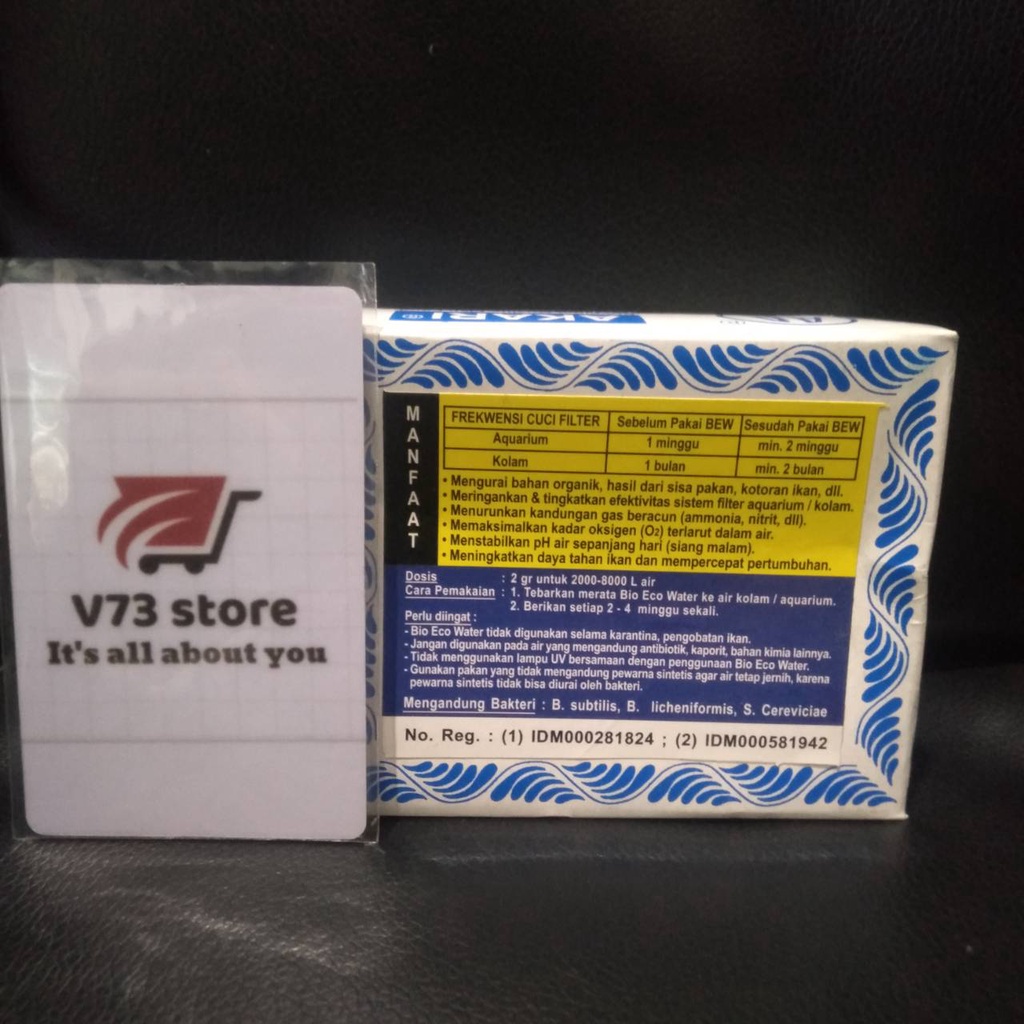 V73 store
It's all about you
AKARI ®
MANFAAT
FREKWENSI CUCI FILTER Sebelum Pakai BEW Sesudah Pakai BEW
Aquarium 1 minggu min. 2 minggu
Kolam 1 bulan min. 2 bulan
• Mengurai bahan organik, hasil dari sisa pakan, kotoran ikan, dll.
• Meringankan & tingkatkan efektivitas sistem filter aquarium / kolam.
• Menurunkan kandungan gas beracun (ammonia, nitrit, dll).
• Memaksimalkan kadar oksigen (O₂) terlarut dalam air.
• Menstabilkan pH air sepanjang hari (siang malam).
• Meningkatkan daya tahan ikan dan mempercepat pertumbuhan.
Dosis : 2 gr untuk 2000-8000 L air
Cara Pemakaian : 1. Tebarkan merata Bio Eco Water ke air kolam / aquarium.
2. Berikan setiap 2 - 4 minggu sekali.
Perlu diingat :
- Bio Eco Water tidak digunakan selama karantina, pengobatan ikan.
- Jangan digunakan pada air yang mengandung antibiotik, kaporit, bahan kimia lainnya.
- Tidak menggunakan lampu UV bersamaan dengan penggunaan Bio Eco Water.
- Gunakan pakan yang tidak mengandung pewarna sintetis agar air tetap jernih, karena
pewarna sintetis tidak bisa diurai oleh bakteri.
Mengandung Bakteri : B. subtilis, B. licheniformis, S. Cereviciae
No. Reg. : (1) IDM000281824 ; (2) IDM000581942